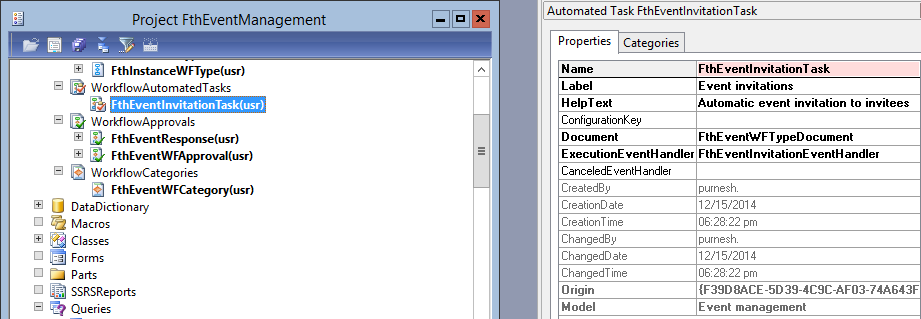 Project FthEventManagement
FthInstanceWFType(usr)
WorkflowAutomatedTasks
FthEventInvitationTask(usr)
WorkflowApprovals
FthEventResponse(usr)
FthEventWFApproval(usr)
WorkflowCategories
FthEventWFCategory(usr)
DataDictionary
Macros
Classes
Forms
Parts
SSRSReports
Queries
Automated Task FthEventInvitationTask
Properties Categories
Name FthEventInvitationTask
Label Event invitations
HelpText Automatic event invitation to invitees
ConfigurationKey
Document FthEventWFTypeDocument
ExecutionEventHandler FthEventInvitationEventHandler
CanceledEventHandler
CreatedBy purnesh.
CreationDate 12/15/2014
CreationTime 06:28:22 pm
ChangedBy purnesh.
ChangedDate 12/15/2014
ChangedTime 06:28:22 pm
Origin {F39D8ACE-5D39-4C9C-AF03-74A643F
Model Event management